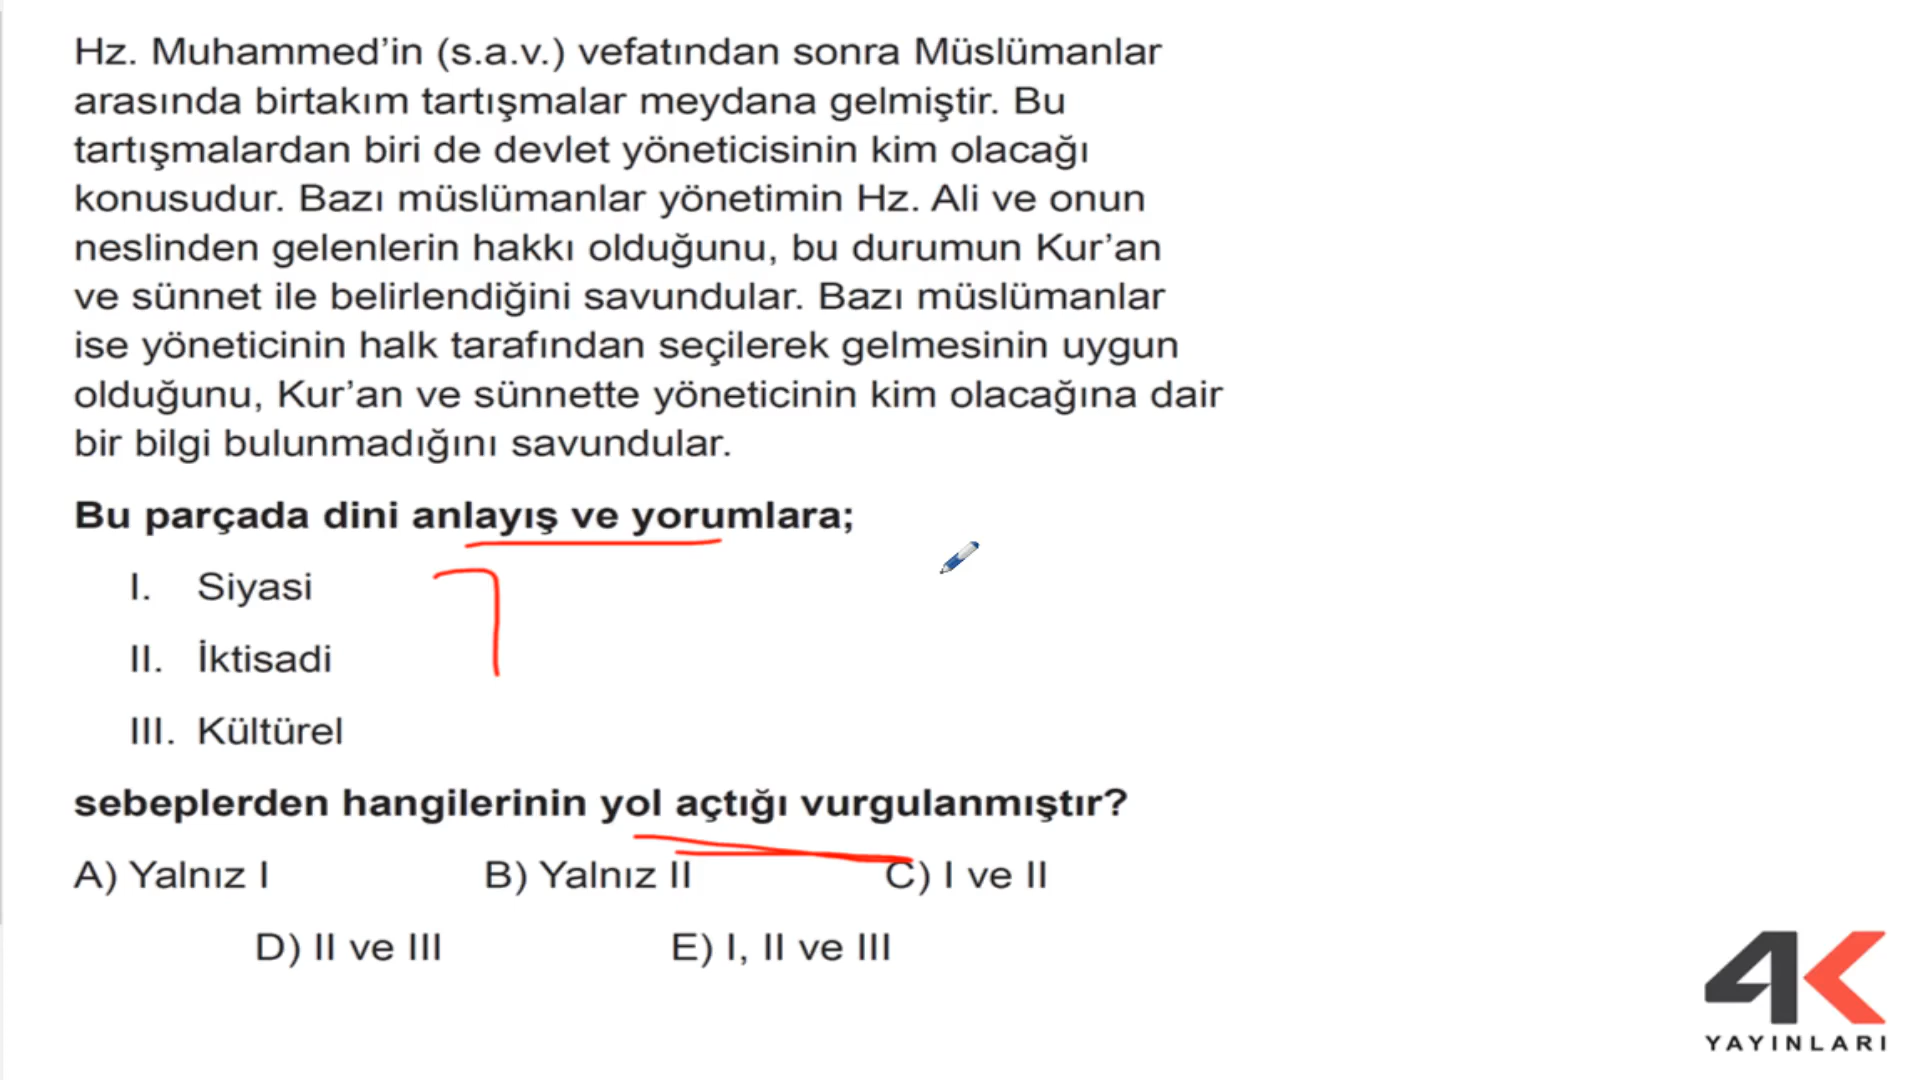 Hz. Muhammed’in (s.a.v.) vefatından sonra Müslümanlar
arasında birtakım tartışmalar meydana gelmiştir. Bu
tartışmalardan biri de devlet yöneticisinin kim olacağı
konusudur. Bazı müslümanlar yönetimin Hz. Ali ve onun
neslinden gelenlerin hakkı olduğunu, bu durumun Kur’an
ve sünnet ile belirlendiğini savundular. Bazı müslümanlar
ise yöneticinin halk tarafından seçilerek gelmesinin uygun
olduğunu, Kur’an ve sünnette yöneticinin kim olacağına dair
bir bilgi bulunmadığını savundular.
Bu parçada dini anlayış ve yorumlara;
I. Siyasi
II. İktisadi
III. Kültürel
sebeplerden hangilerinin yol açtığı vurgulanmıştır?
A) Yalnız I B) Yalnız II C) I ve II
D) II ve III E) I, II ve III
4K
YAYINLARI